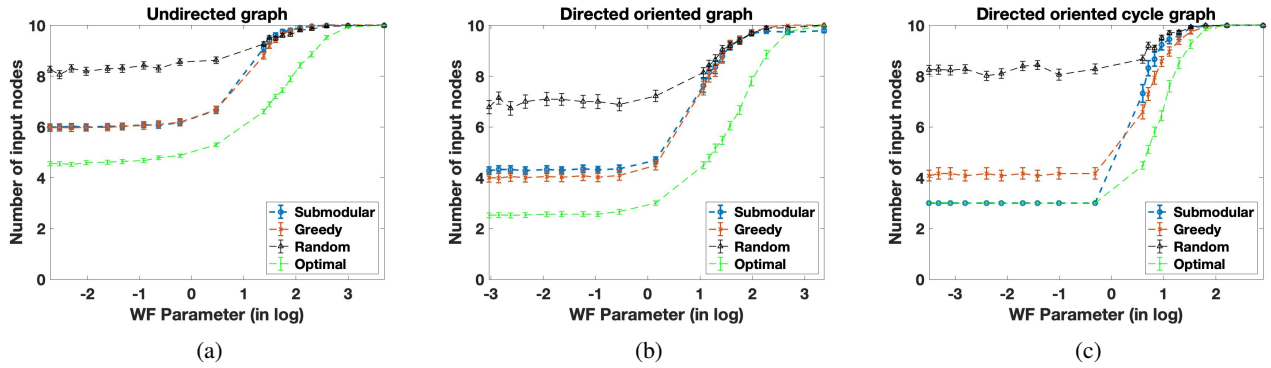 Undirected graph
Number of input nodes
10
8
6
4
2
0
-2 -1 0 1 2 3
WF Parameter (in log)
Submodular
Greedy
Random
Optimal
(a)
Directed oriented graph
Number of input nodes
10
8
6
4
2
0
-3 -2 -1 0 1 2 3
WF Parameter (in log)
Submodular
Greedy
Random
Optimal
(b)
Directed oriented cycle graph
Number of input nodes
10
8
6
4
2
0
-3 -2 -1 0 1 2
WF Parameter (in log)
Submodular
Greedy
Random
Optimal
(c)